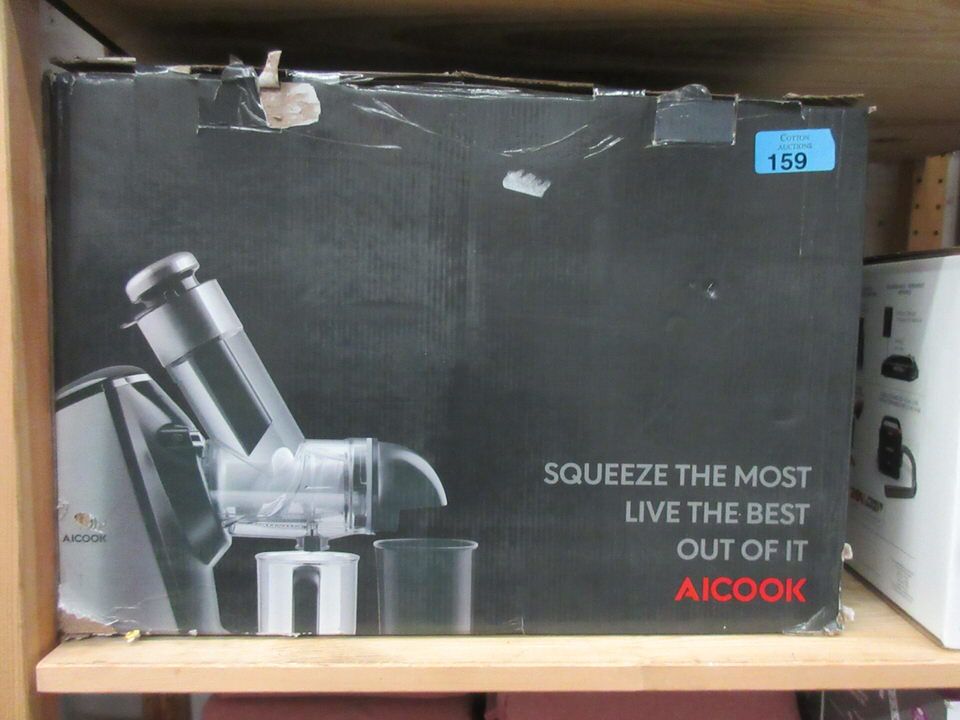 COTTON
AUCTIONS
159
SQUEEZE THE MOST
LIVE THE BEST
OUT OF IT
AICOOK
AICOOK